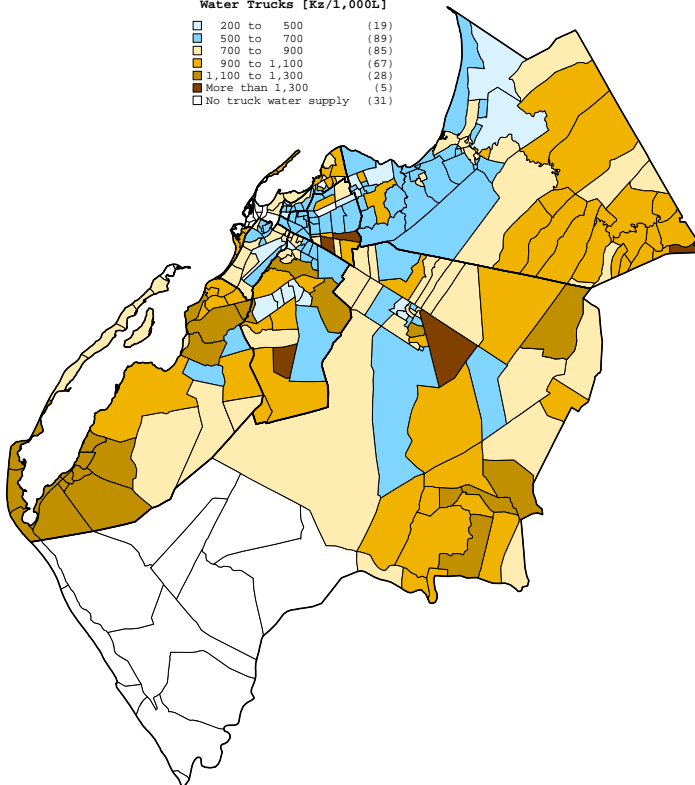 Water Trucks [Kz/1,000L]
200 to 500 (19)
500 to 700 (89)
700 to 900 (85)
900 to 1,100 (67)
1,100 to 1,300 (28)
More than 1,300 (5)
No truck water supply (31)